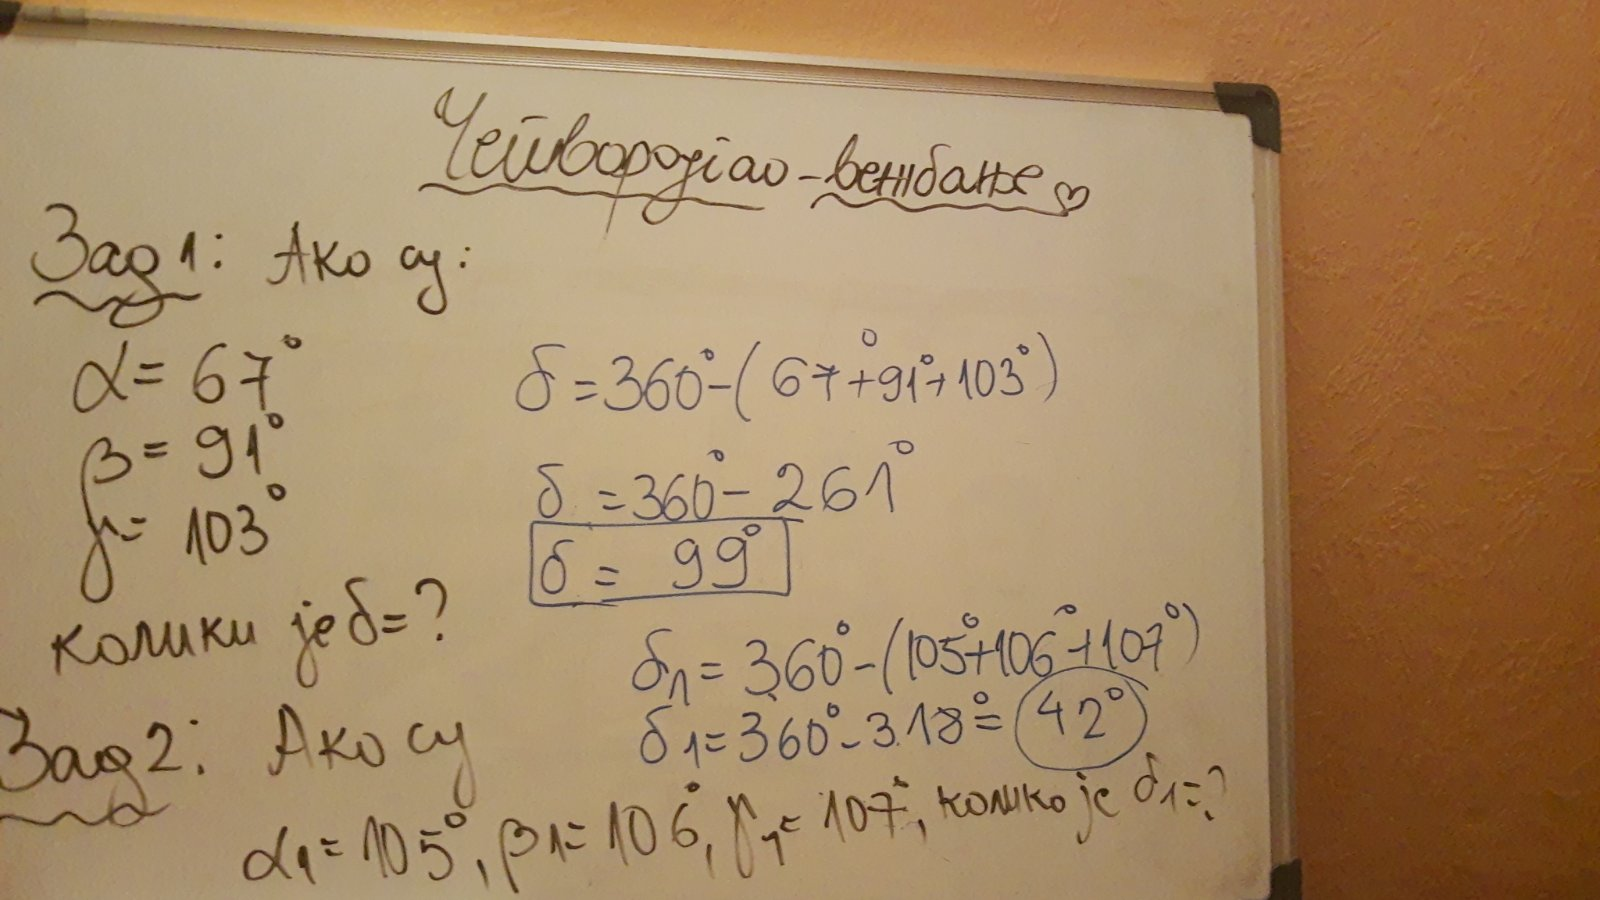 Четвороугао-вежбање
Зад 1: Ако су:
α = 67°
β = 91°
γ = 103°
колики је δ = ?
δ = 360° - (67° + 91° + 103°)
δ = 360° - 261°
δ = 99°
Зад 2: Ако су
α1 = 105°, β1 = 106°, γ1 = 107°, колико је δ1 = ?
δ1 = 360° - (105° + 106° + 107°)
δ1 = 360° - 318° = 42°